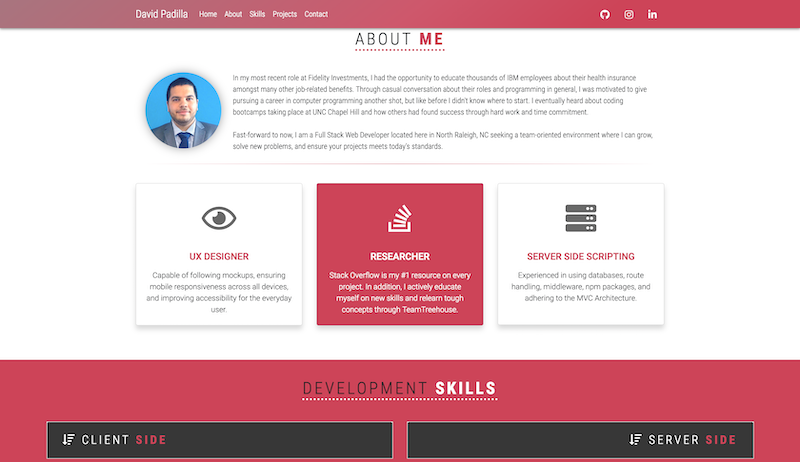 David Padilla Home About Skills Projects Contact
ABOUT ME
In my most recent role at Fidelity Investments, I had the opportunity to educate thousands of IBM employees about their health insurance
amongst many other job-related benefits. Through casual conversation about their roles and programming in general, I was motivated to give
pursuing a career in computer programming another shot, but like before I didn't know where to start. I eventually heard about coding
bootcamps taking place at UNC Chapel Hill and how others had found success through hard work and time commitment.
Fast-forward to now, I am a Full Stack Web Developer located here in North Raleigh, NC seeking a team-oriented environment where I can grow,
solve new problems, and ensure your projects meets today's standards.
UX DESIGNER
Capable of following mockups, ensuring
mobile responsiveness across all devices,
and improving accessibility for the everyday
user.
RESEARCHER
Stack Overflow is my #1 resource on every
project. In addition, I actively educate
myself on new skills and relearn tough
concepts through TeamTreehouse.
SERVER SIDE SCRIPTING
Experienced in using databases, route
handling, middleware, npm packages, and
adhering to the MVC Architecture.
DEVELOPMENT SKILLS
CLIENT SIDE
SERVER SIDE